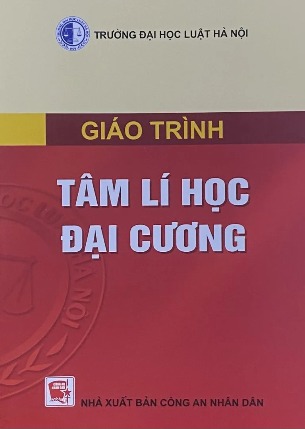 TRƯỜNG ĐẠI HỌC LUẬT HÀ NỘI
GIÁO TRÌNH
TÂM LÍ HỌC
ĐẠI CƯƠNG
NHÀ XUẤT BẢN CÔNG AN NHÂN DÂN